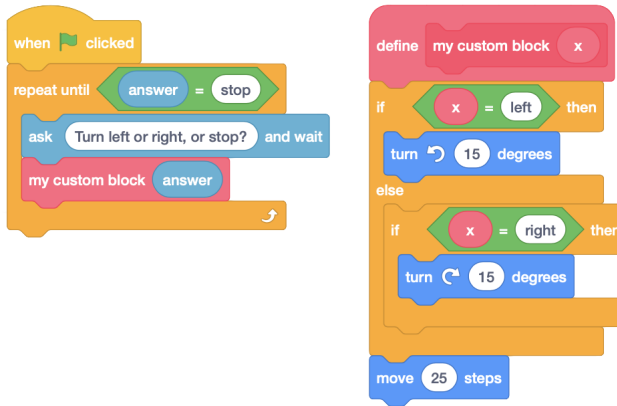 when clicked
repeat until answer = stop
ask Turn left or right, or stop? and wait
my custom block answer
define my custom block x
if x = left then
turn 15 degrees
else
if x = right then
turn 15 degrees
move 25 steps